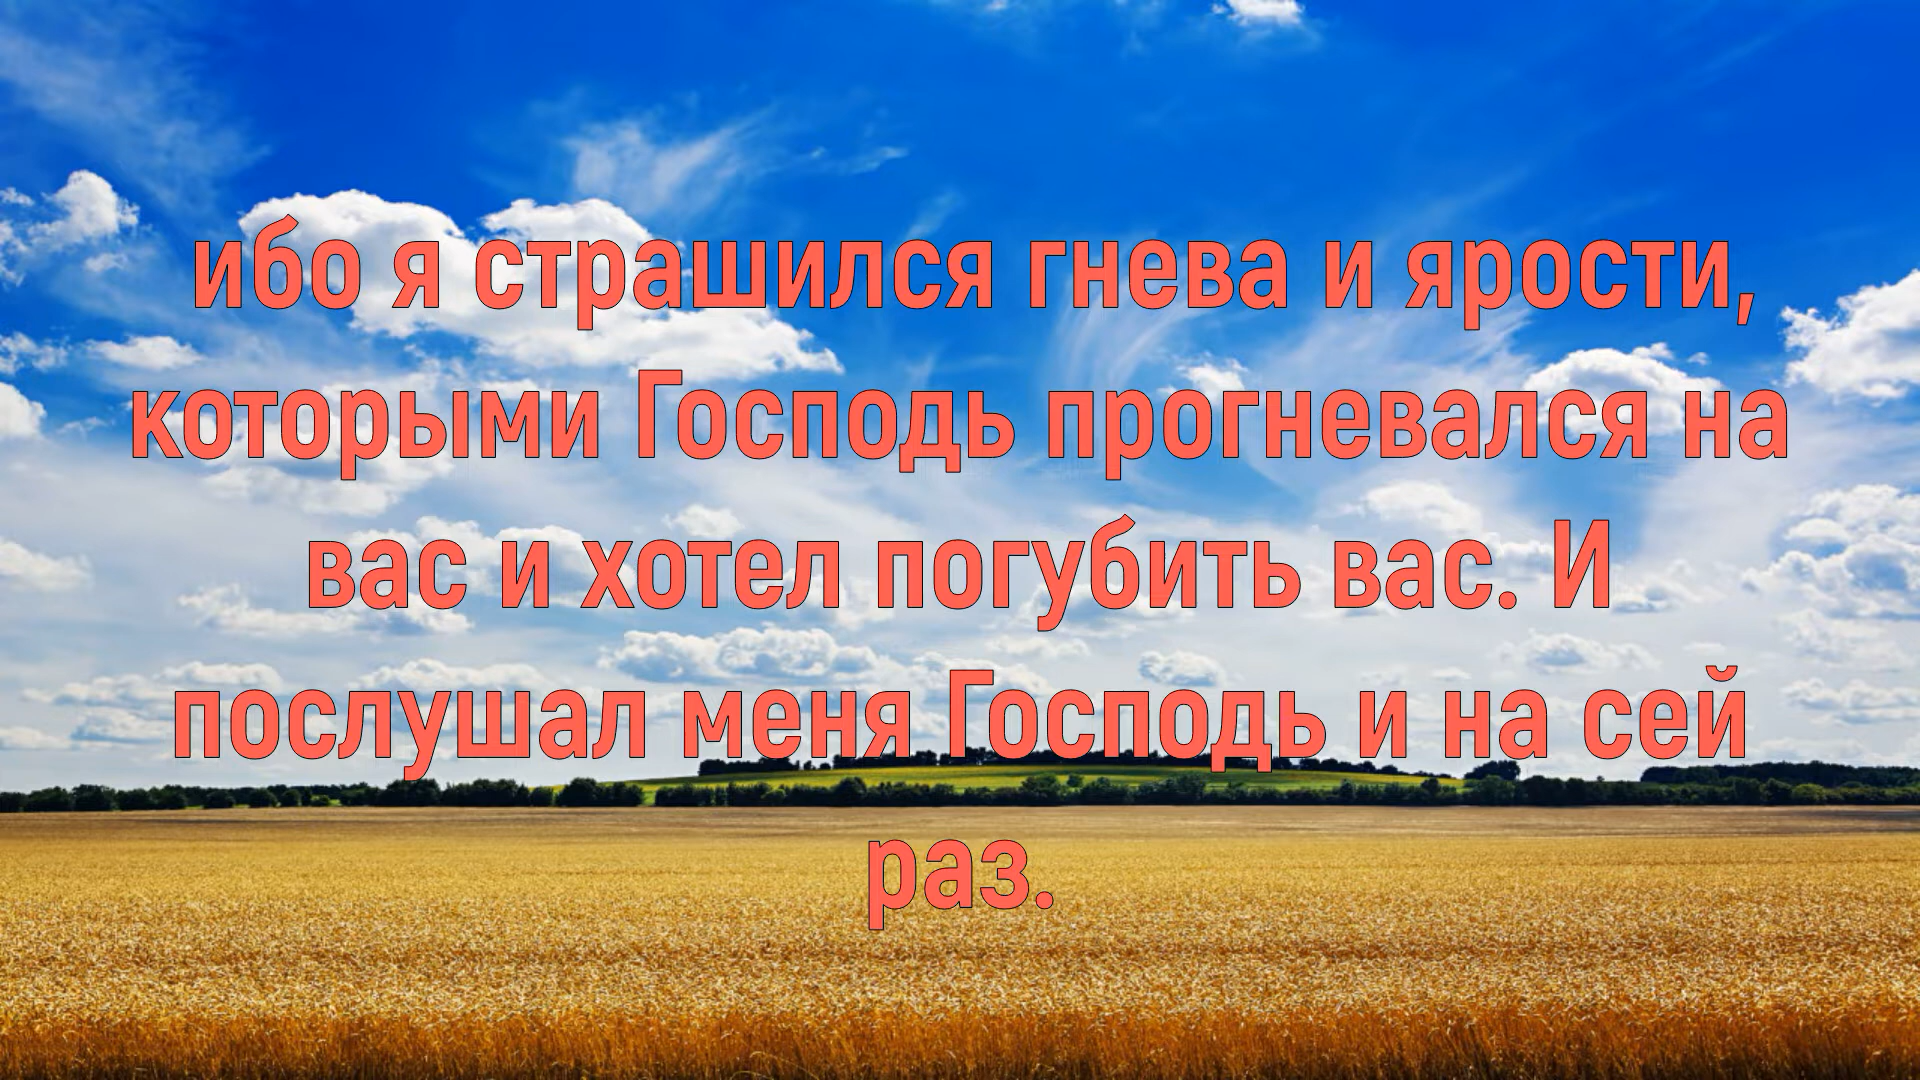 ибо я страшился гнева и ярости,
которыми Господь прогневался на
вас и хотел погубить вас. И
послушал меня Господь и на сей
раз.